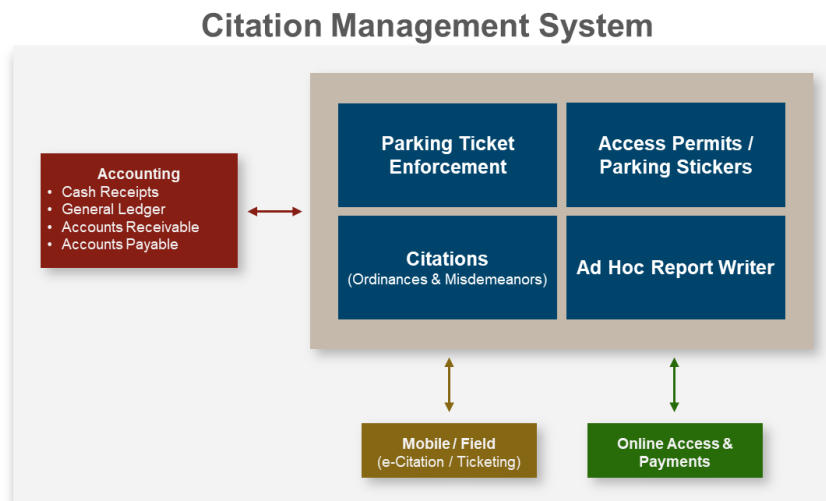 Citation Management System
Parking Ticket
Enforcement
Access Permits /
Parking Stickers
Accounting
• Cash Receipts
• General Ledger
• Accounts Receivable
• Accounts Payable
Citations
(Ordinances & Misdemeanors)
Ad Hoc Report Writer
Mobile / Field
(e-Citation / Ticketing)
Online Access &
Payments